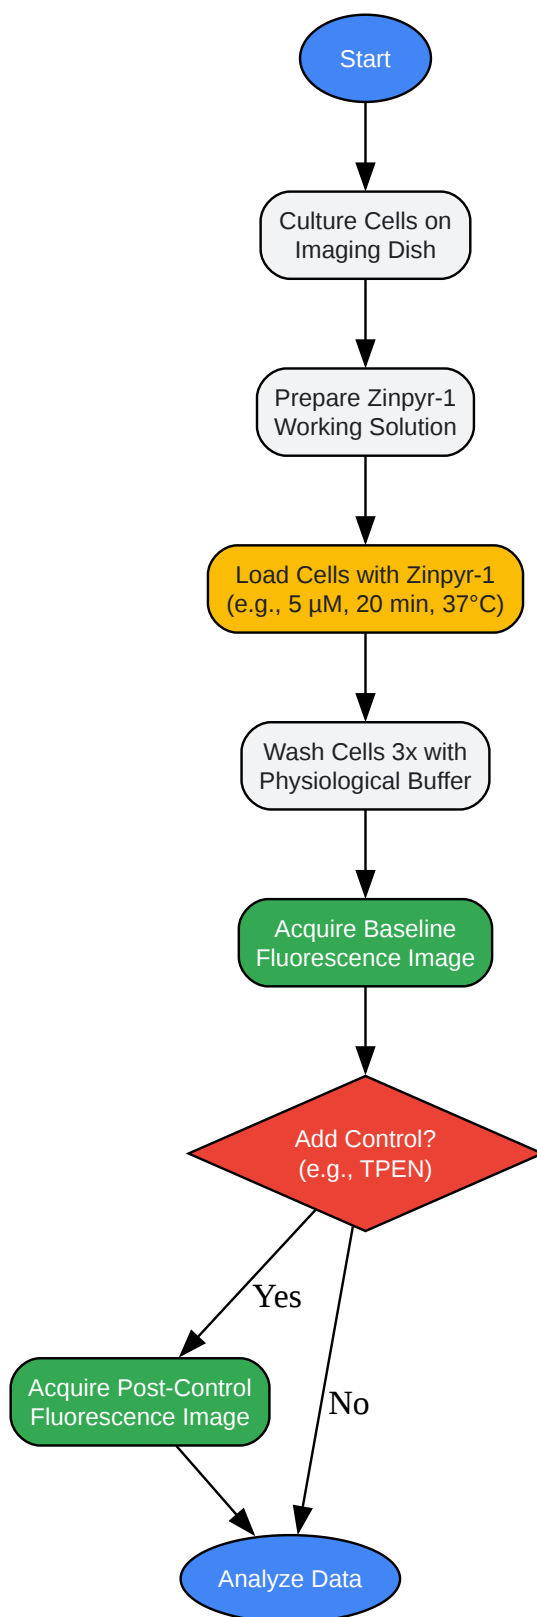 Start
Culture Cells on
Imaging Dish
Prepare Zinpyr-1
Working Solution
Load Cells with Zinpyr-1
(e.g., 5 µM, 20 min, 37°C)
Wash Cells 3x with
Physiological Buffer
Acquire Baseline
Fluorescence Image
Add Control?
(e.g., TPEN)
Yes
Acquire Post-Control
Fluorescence Image
No
Analyze Data